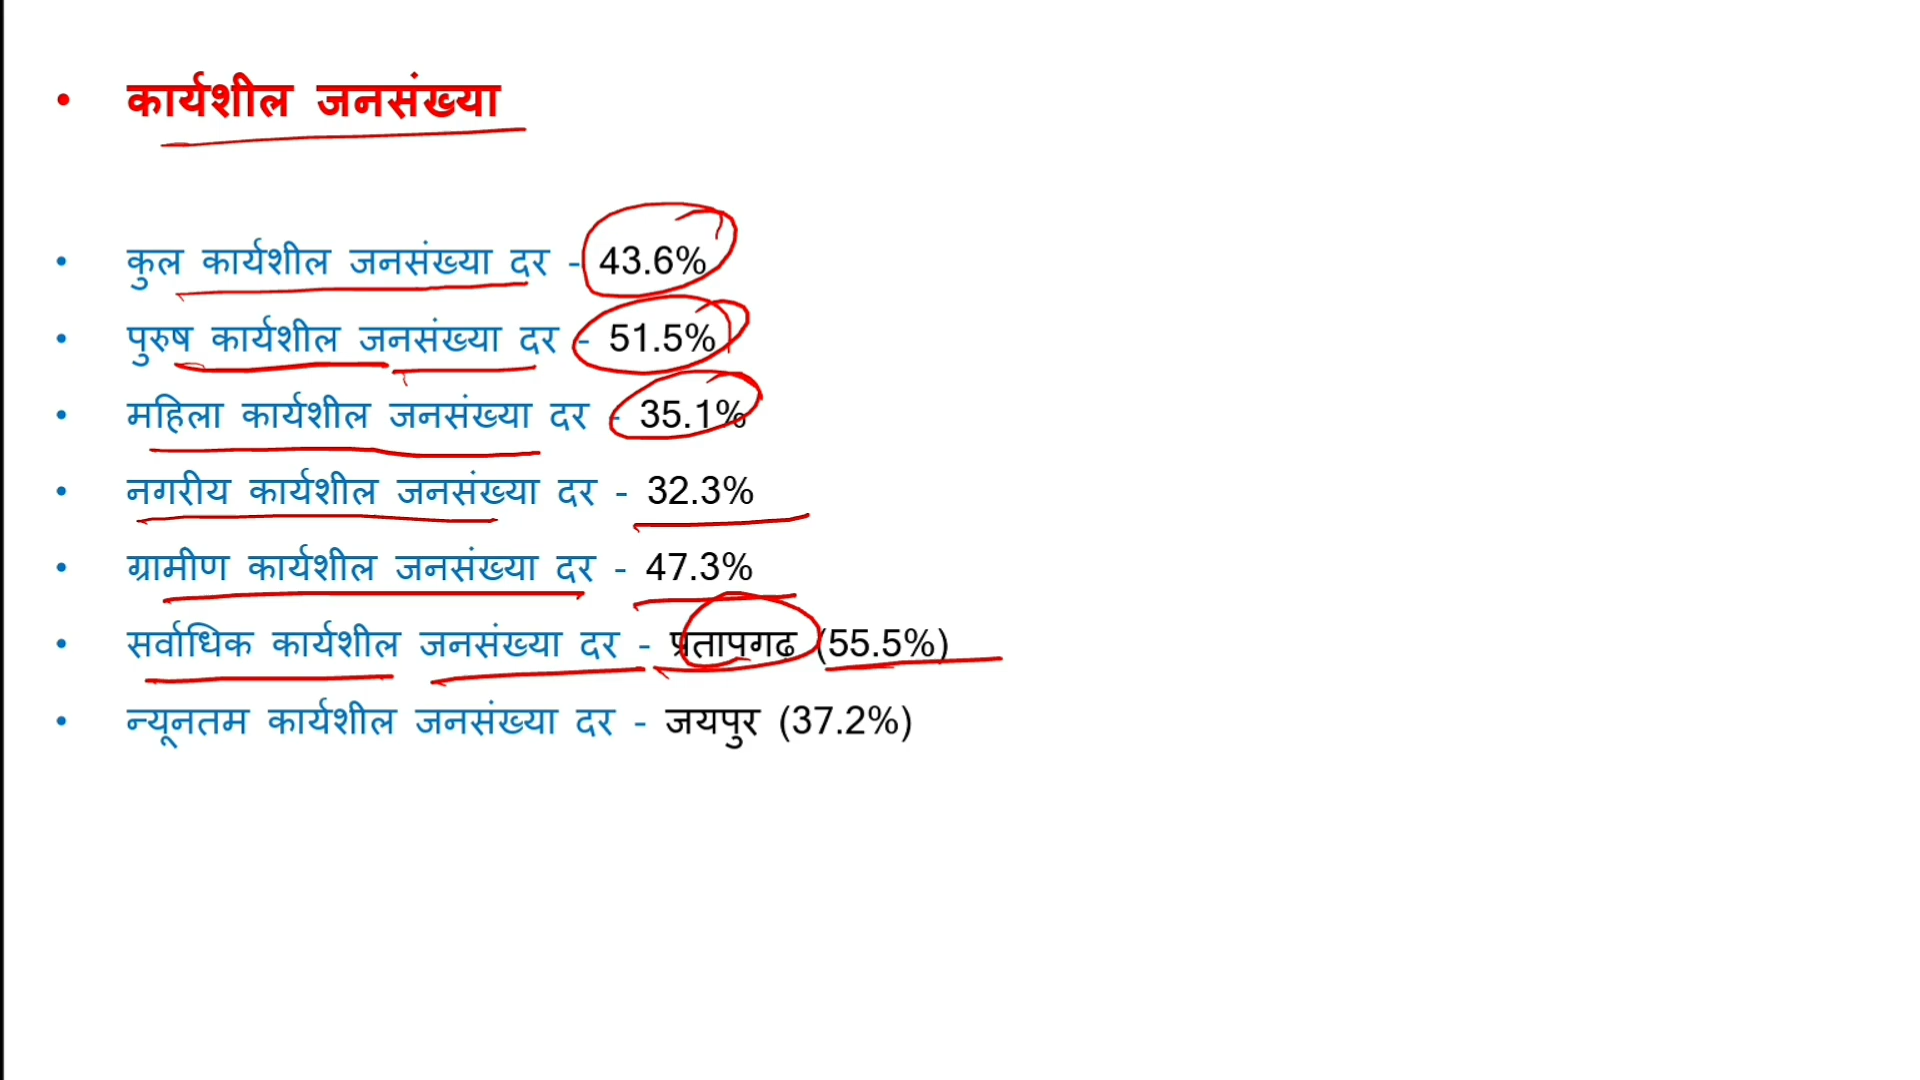 • कार्यशील जनसंख्या
• कुल कार्यशील जनसंख्या दर - 43.6%
• पुरुष कार्यशील जनसंख्या दर - 51.5%
• महिला कार्यशील जनसंख्या दर - 35.1%
• नगरीय कार्यशील जनसंख्या दर - 32.3%
• ग्रामीण कार्यशील जनसंख्या दर - 47.3%
• सर्वाधिक कार्यशील जनसंख्या दर - प्रतापगढ (55.5%)
• न्यूनतम कार्यशील जनसंख्या दर - जयपुर (37.2%)